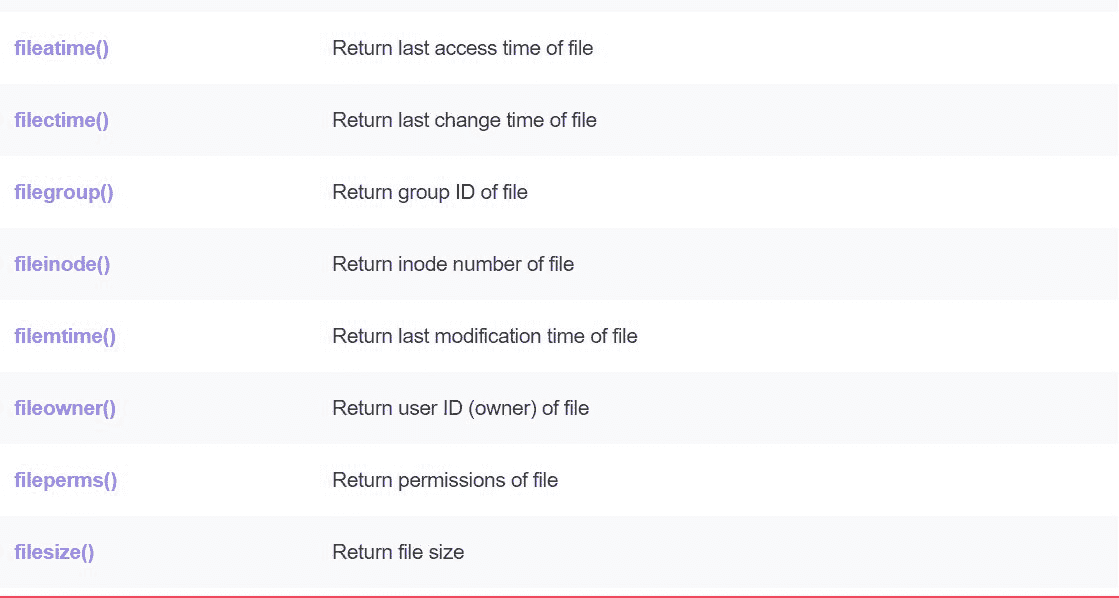 fileatime() Return last access time of file
filectime() Return last change time of file
filegroup() Return group ID of file
fileinode() Return inode number of file
filemtime() Return last modification time of file
fileowner() Return user ID (owner) of file
fileperms() Return permissions of file
filesize() Return file size